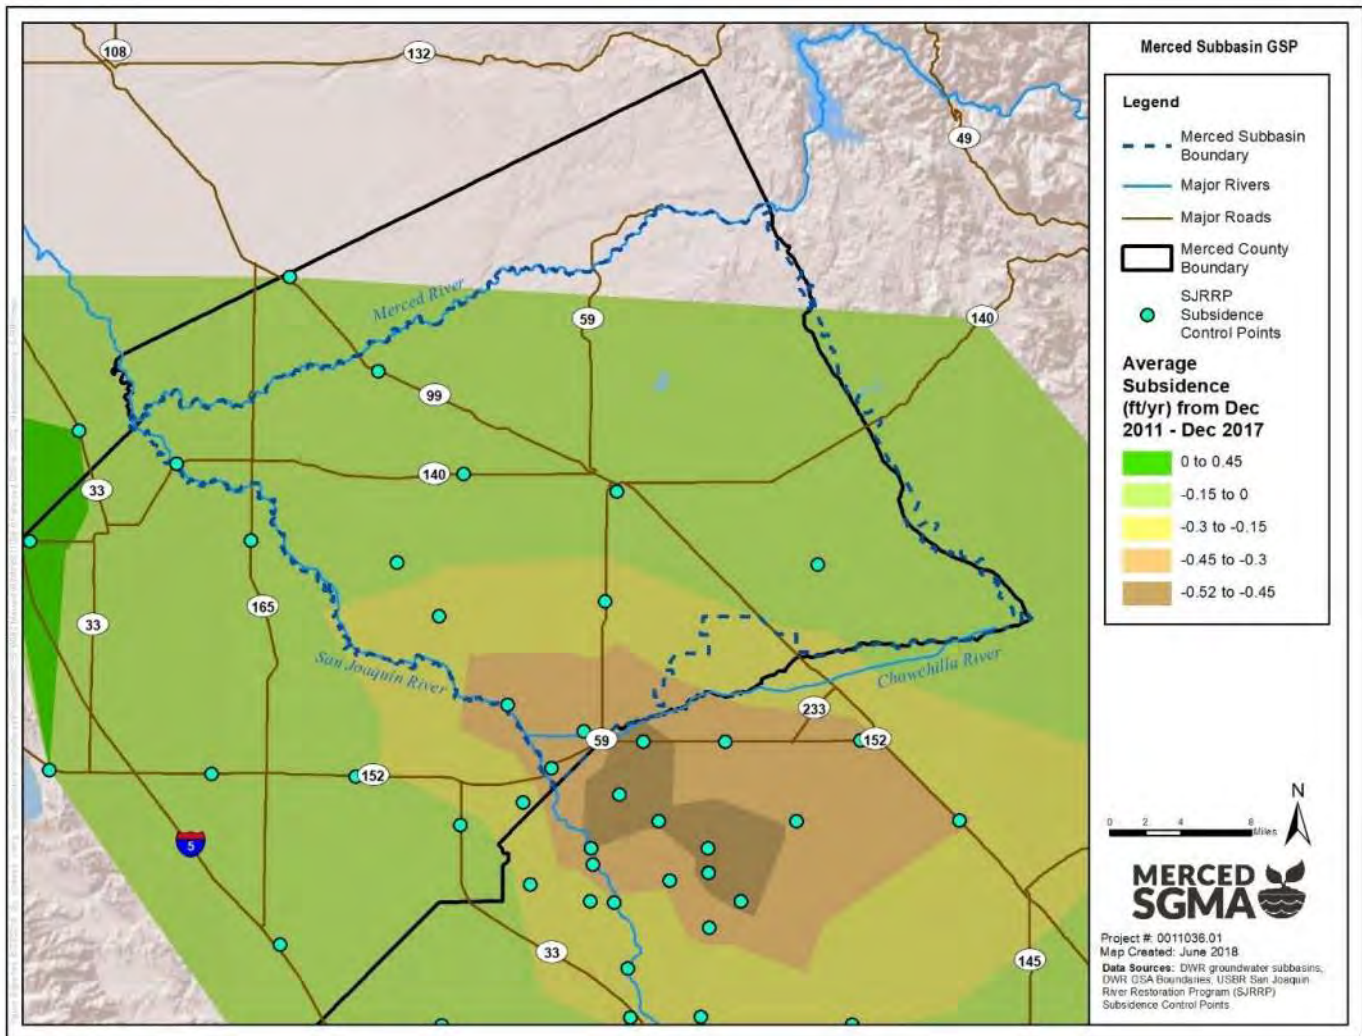 Merced Subbasin GSP
Legend
Merced Subbasin
Boundary
Major Rivers
Major Roads
Merced County
Boundary
SJRRP
Subsidence
Control Points
Average
Subsidence
(ft/yr) from Dec
2011 - Dec 2017
0 to 0.45
-0.15 to 0
-0.3 to -0.15
-0.45 to -0.3
-0.52 to -0.45
108
132
49
Merced River
59
140
99
140
33
165
33
San Joaquin River
Chawchilla River
233
59
152
152
5
33
145
N
0 2 4 8
Miles
MERCED
SGMA
Project #: 0011036.01
Map Created: June 2018
Data Sources: DWR groundwater subbasins,
DWR GSA Boundaries, USBR San Joaquin
River Restoration Program (SJRRP)
Subsidence Control Points